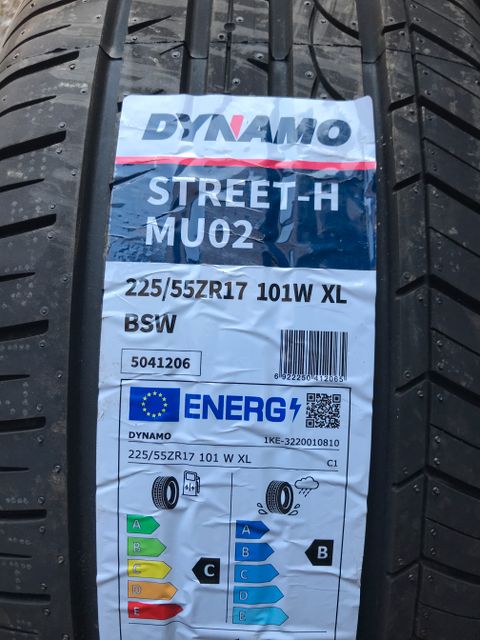 DYNAMO
STREET-H
MU02
225/55ZR17 101W XL
BSW
5041206
6 922250 412065
ENERG
DYNAMO
1KE-3220010810
225/55ZR17 101 W XL
C1
A
B
C
D
E
C
A
B
C
D
E
B